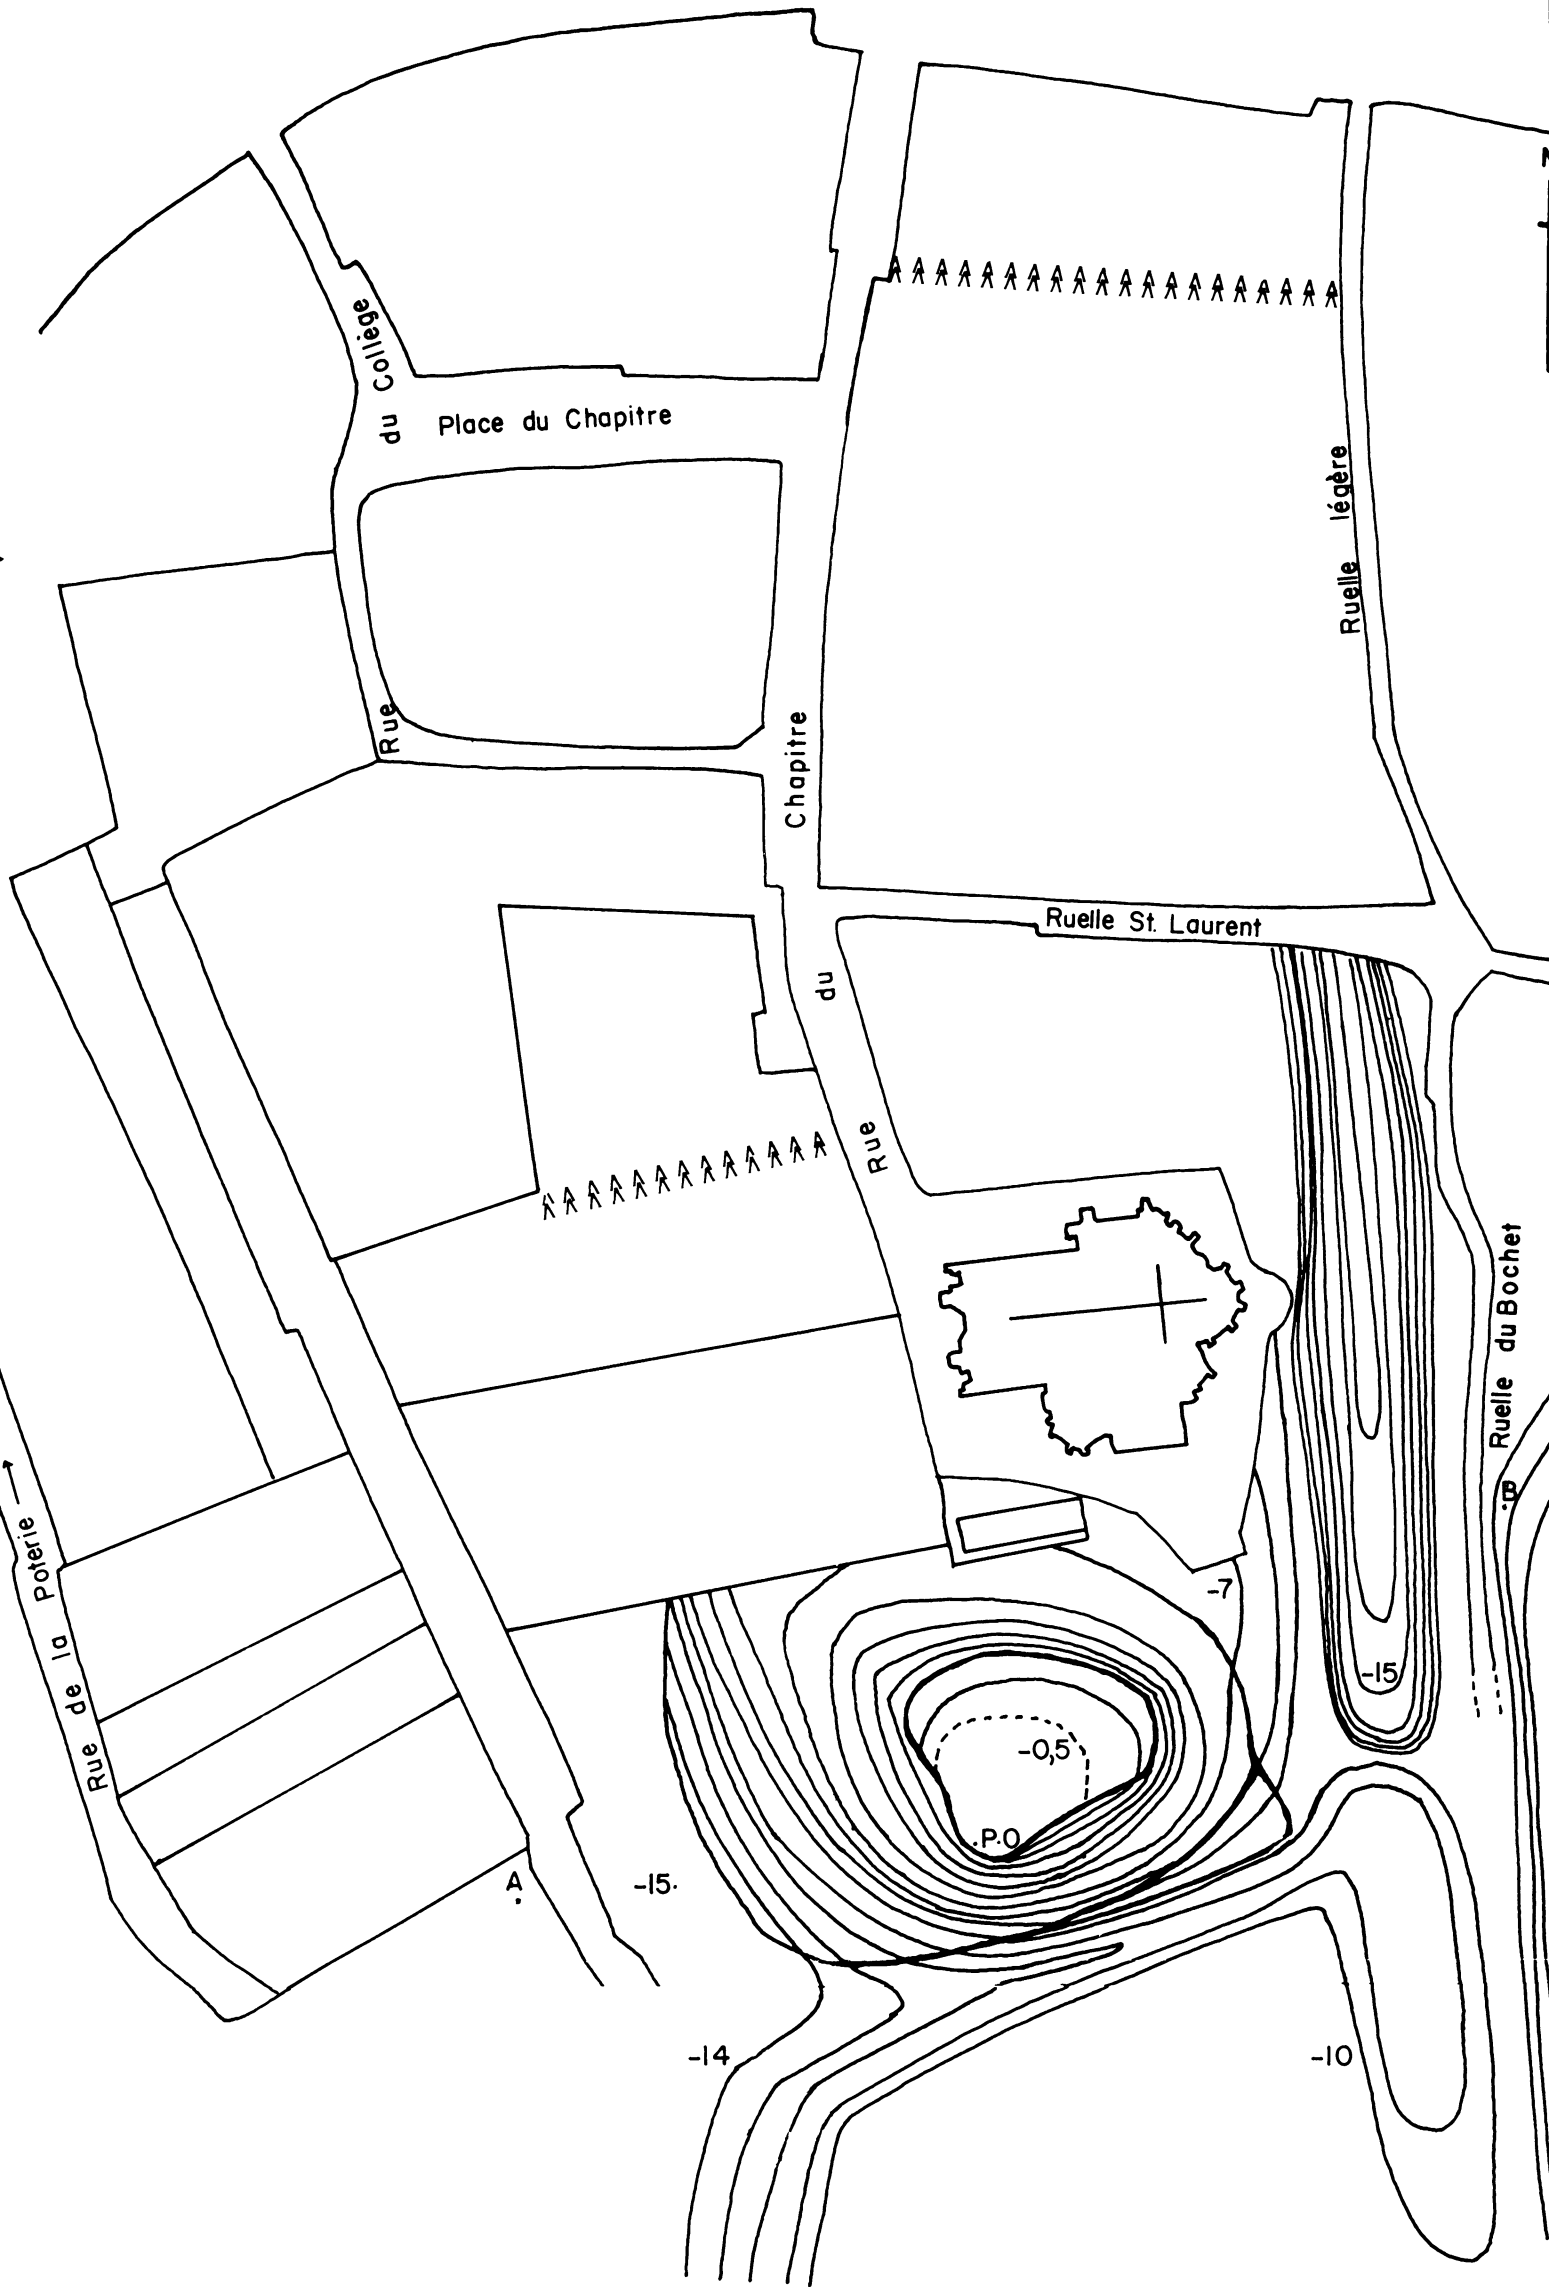 Rue du Collège
Place du Chapitre
Ruelle légère
Rue du Chapitre
Ruelle St. Laurent
Ruelle du Bochet
B
Rue de la Poterie →
-7
-15
-0,5
.P.O
A
-15.
-14
-10